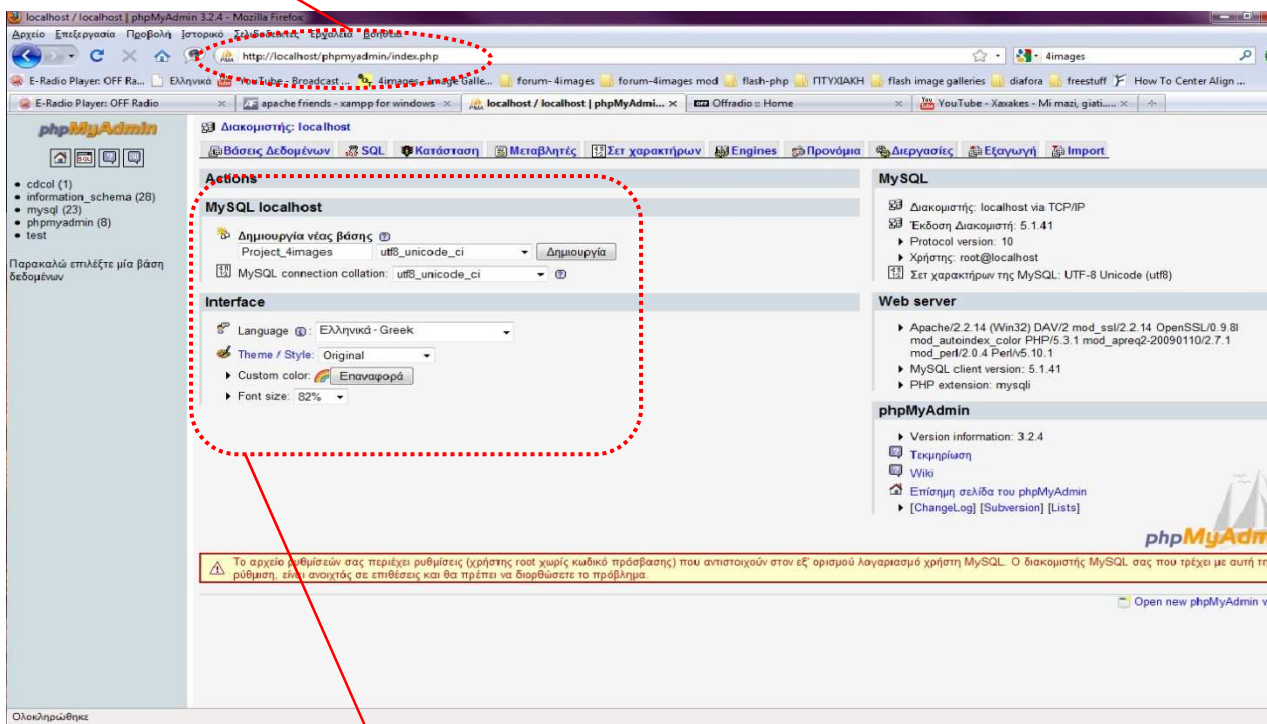 localhost / localhost | phpMyAdmin 3.2.4 - Mozilla Firefox
Αρχείο Επεξεργασία Προβολή Ιστορικό Σελιδοδείκτες Εργαλεία Βοήθεια
http://localhost/phpmyadmin/index.php
4images
E-Radio Player: OFF Ra... Ελληνικά YouTube - Broadcast ... 4images - Image Galle... forum- 4images forum-4images mod flash-php ΠΤΥΧΙΑΚΗ flash image galleries diafora freestuff How To Center Align ...
E-Radio Player: OFF Radio apache friends - xampp for windows localhost / localhost | phpMyAdmi... Offradio :: Home YouTube - Xaxakes - Mi mazi, giati.....
phpMyAdmin
cdcol (1)
information_schema (28)
mysql (23)
phpmyadmin (8)
test
Παρακαλώ επιλέξτε μία βάση
δεδομένων
Διακομιστής: localhost
Βάσεις Δεδομένων SQL Κατάσταση Μεταβλητές Σετ χαρακτήρων Engines Προνόμια Διεργασίες Εξαγωγή Import
Actions
MySQL localhost
Δημιουργία νέας βάσης
Project_4images utf8_unicode_ci Δημιουργία
MySQL connection collation: utf8_unicode_ci
Interface
Language : Ελληνικά - Greek
Theme / Style: Original
Custom color: Επαναφορά
Font size: 82%
MySQL
Διακομιστής: localhost via TCP/IP
Έκδοση Διακομιστή: 5.1.41
Protocol version: 10
Χρήστης: root@localhost
Σετ χαρακτήρων της MySQL: UTF-8 Unicode (utf8)
Web server
Apache/2.2.14 (Win32) DAV/2 mod_ssl/2.2.14 OpenSSL/0.9.8l
mod_autoindex_color PHP/5.3.1 mod_apreq2-20090110/2.7.1
mod_perl/2.0.4 Perl/v5.10.1
MySQL client version: 5.1.41
PHP extension: mysqli
phpMyAdmin
Version information: 3.2.4
Τεκμηρίωση
Wiki
Επίσημη σελίδα του phpMyAdmin
[ChangeLog] [Subversion] [Lists]
phpMyAdm
Το αρχείο ρυθμίσεών σας περιέχει ρυθμίσεις (χρήστης root χωρίς κωδικό πρόσβασης) που αντιστοιχούν στον εξ' ορισμού λογαριασμό χρήστη MySQL. Ο διακομιστής MySQL σας που τρέχει με αυτή τη
ρύθμιση, είναι ανοιχτός σε επιθέσεις και θα πρέπει να διορθώσετε το πρόβλημα.
Open new phpMyAdmin
Ολοκληρώθηκε